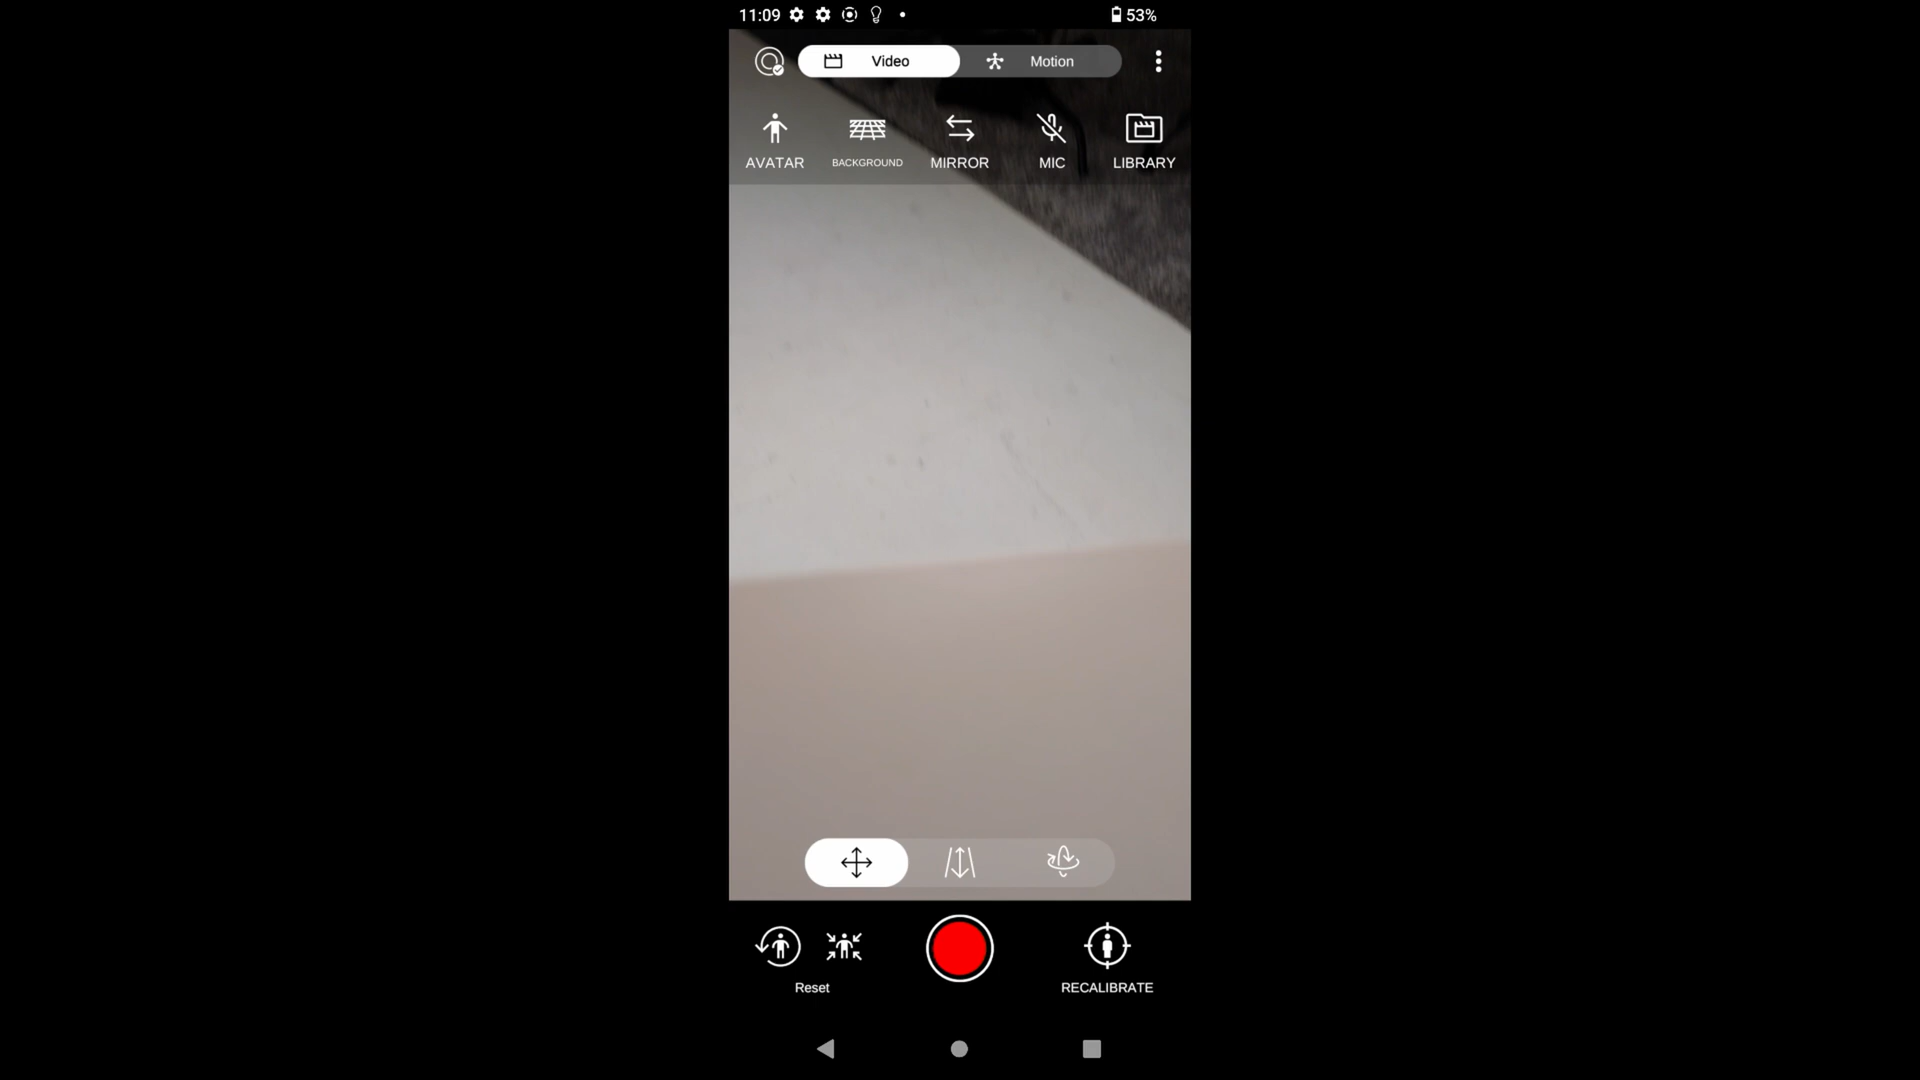 11:09 53%
Video Motion
AVATAR BACKGROUND MIRROR MIC LIBRARY
Reset RECALIBRATE